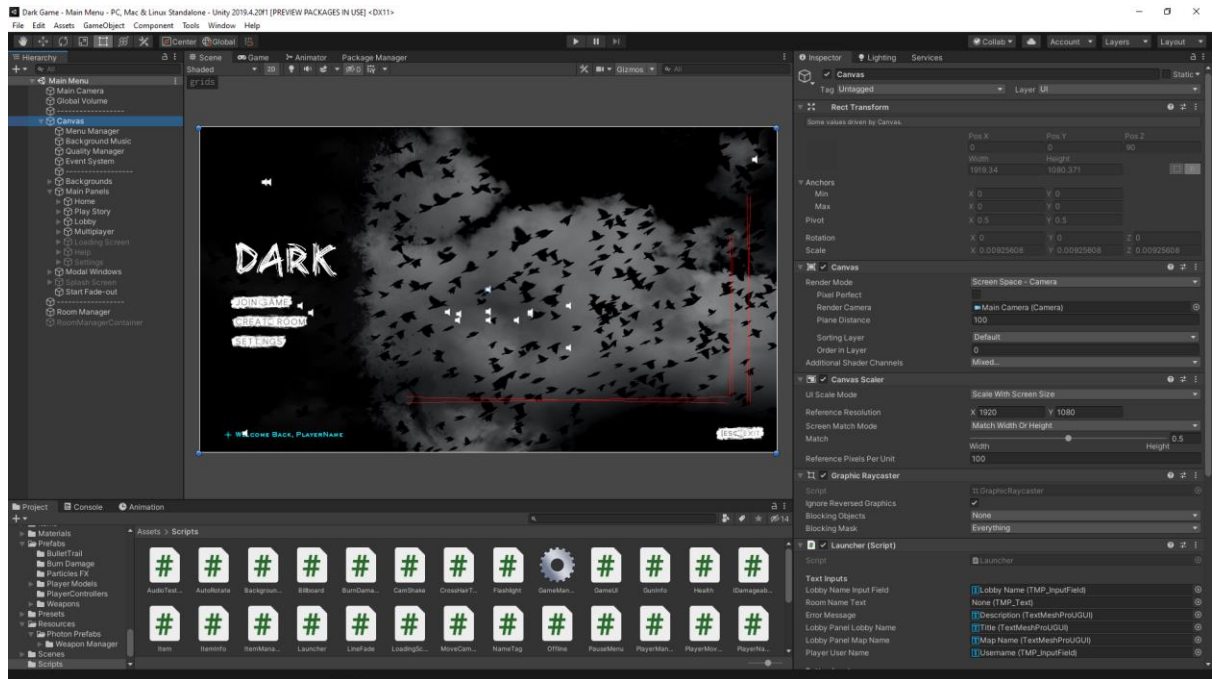 Dark Game - Main Menu - PC, Mac & Linux Standalone - Unity 2019.4.20f1 [PREVIEW PACKAGES IN USE] <DX11>
File Edit Assets GameObject Component Tools Window Help
Center Global
Collab Account Layers Layout
Hierarchy
All
Main Menu
Main Camera
Global Volume
------------------
Canvas
Menu Manager
Background Music
Quality Manager
Event System
------------------
Backgrounds
Main Panels
Home
Play Story
Lobby
Multiplayer
Loading Screen
Help
Settings
Modal Windows
Splash Screen
Start Fade-out
------------------
Room Manager
RoomManagerContainer
Scene Game Animator Package Manager
Shaded 2D 0 Gizmos All
grids
DARK
JOIN GAME
CREATE ROOM
SETTINGS
Welcome Back, PlayerName
[ESC] EXIT
Inspector Lighting Services
Canvas Static
Tag Untagged Layer UI
Rect Transform
Some values driven by Canvas.
Pos X Pos Y Pos Z
0 0 90
Width Height
1919.34 1080.371
Anchors
Min X 0 Y 0
Max X 0 Y 0
Pivot X 0.5 Y 0.5
Rotation X 0 Y 0 Z 0
Scale X 0.00925608 Y 0.00925608 Z 0.00925608
Canvas
Render Mode Screen Space - Camera
Pixel Perfect
Render Camera Main Camera (Camera)
Plane Distance 100
Sorting Layer Default
Order in Layer 0
Additional Shader Channels Mixed...
Canvas Scaler
UI Scale Mode Scale With Screen Size
Reference Resolution X 1920 Y 1080
Screen Match Mode Match Width Or Height
Match 0.5
Width Height
Reference Pixels Per Unit 100
Graphic Raycaster
Script GraphicRaycaster
Ignore Reversed Graphics
Blocking Objects None
Blocking Mask Everything
Launcher (Script)
Script Launcher
Text Inputs
Lobby Name Input Field Lobby Name (TMP_InputField)
Room Name Text None (TMP_Text)
Error Message Description (TextMeshProUGUI)
Lobby Panel Lobby Name Title (TextMeshProUGUI)
Lobby Panel Map Name Map Name (TextMeshProUGUI)
Player User Name Username (TMP_InputField)
Project Console Animation
14
Materials
Prefabs
BulletTrail
Burn Damage
Particles FX
Player Models
PlayerControllers
Weapons
Presets
Resources
Photon Prefabs
Weapon Manager
Scenes
Scripts
Assets > Scripts
AudioTest... AutoRotate Backgroun... Billboard BurnDama... CamShake CrossHairT... Flashlight GameMan... GameUI GunInfo Health IDamageab...
Item ItemInfo ItemMana... Launcher LineFade LoadingSc... MoveCam... NameTag Offline PauseMenu PlayerMan... PlayerMov... PlayerNa...